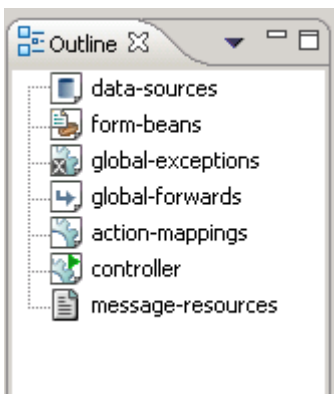 Outline
data-sources
form-beans
global-exceptions
global-forwards
action-mappings
controller
message-resources